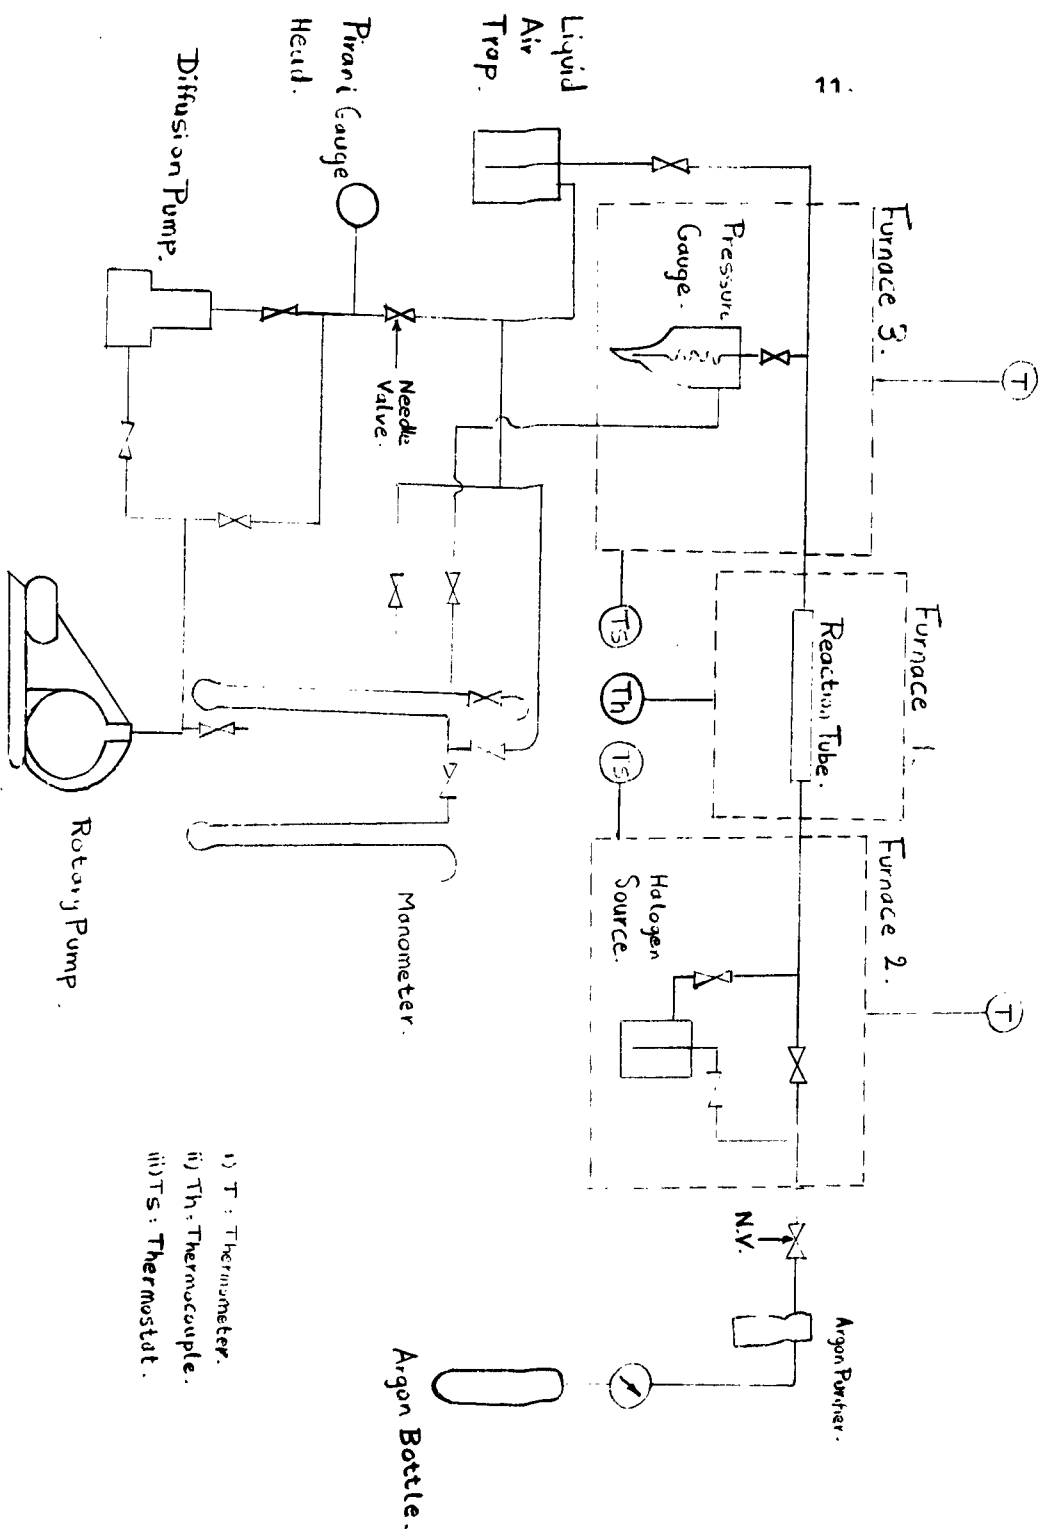 11.
Liquid
Air
Trap.
Pirani Gauge
Head.
Diffusion Pump.
Furnace 3.
Pressure
Gauge.
T
Needle
Valve.
Ts
Th
Ts
Furnace 1.
Reaction Tube.
Furnace 2.
Halogen
Source.
T
Manometer.
Rotary Pump.
N.V.
Argon Purifier.
Argon Bottle.
i) T : Thermometer.
ii) Th : Thermocouple.
iii) Ts : Thermostat.